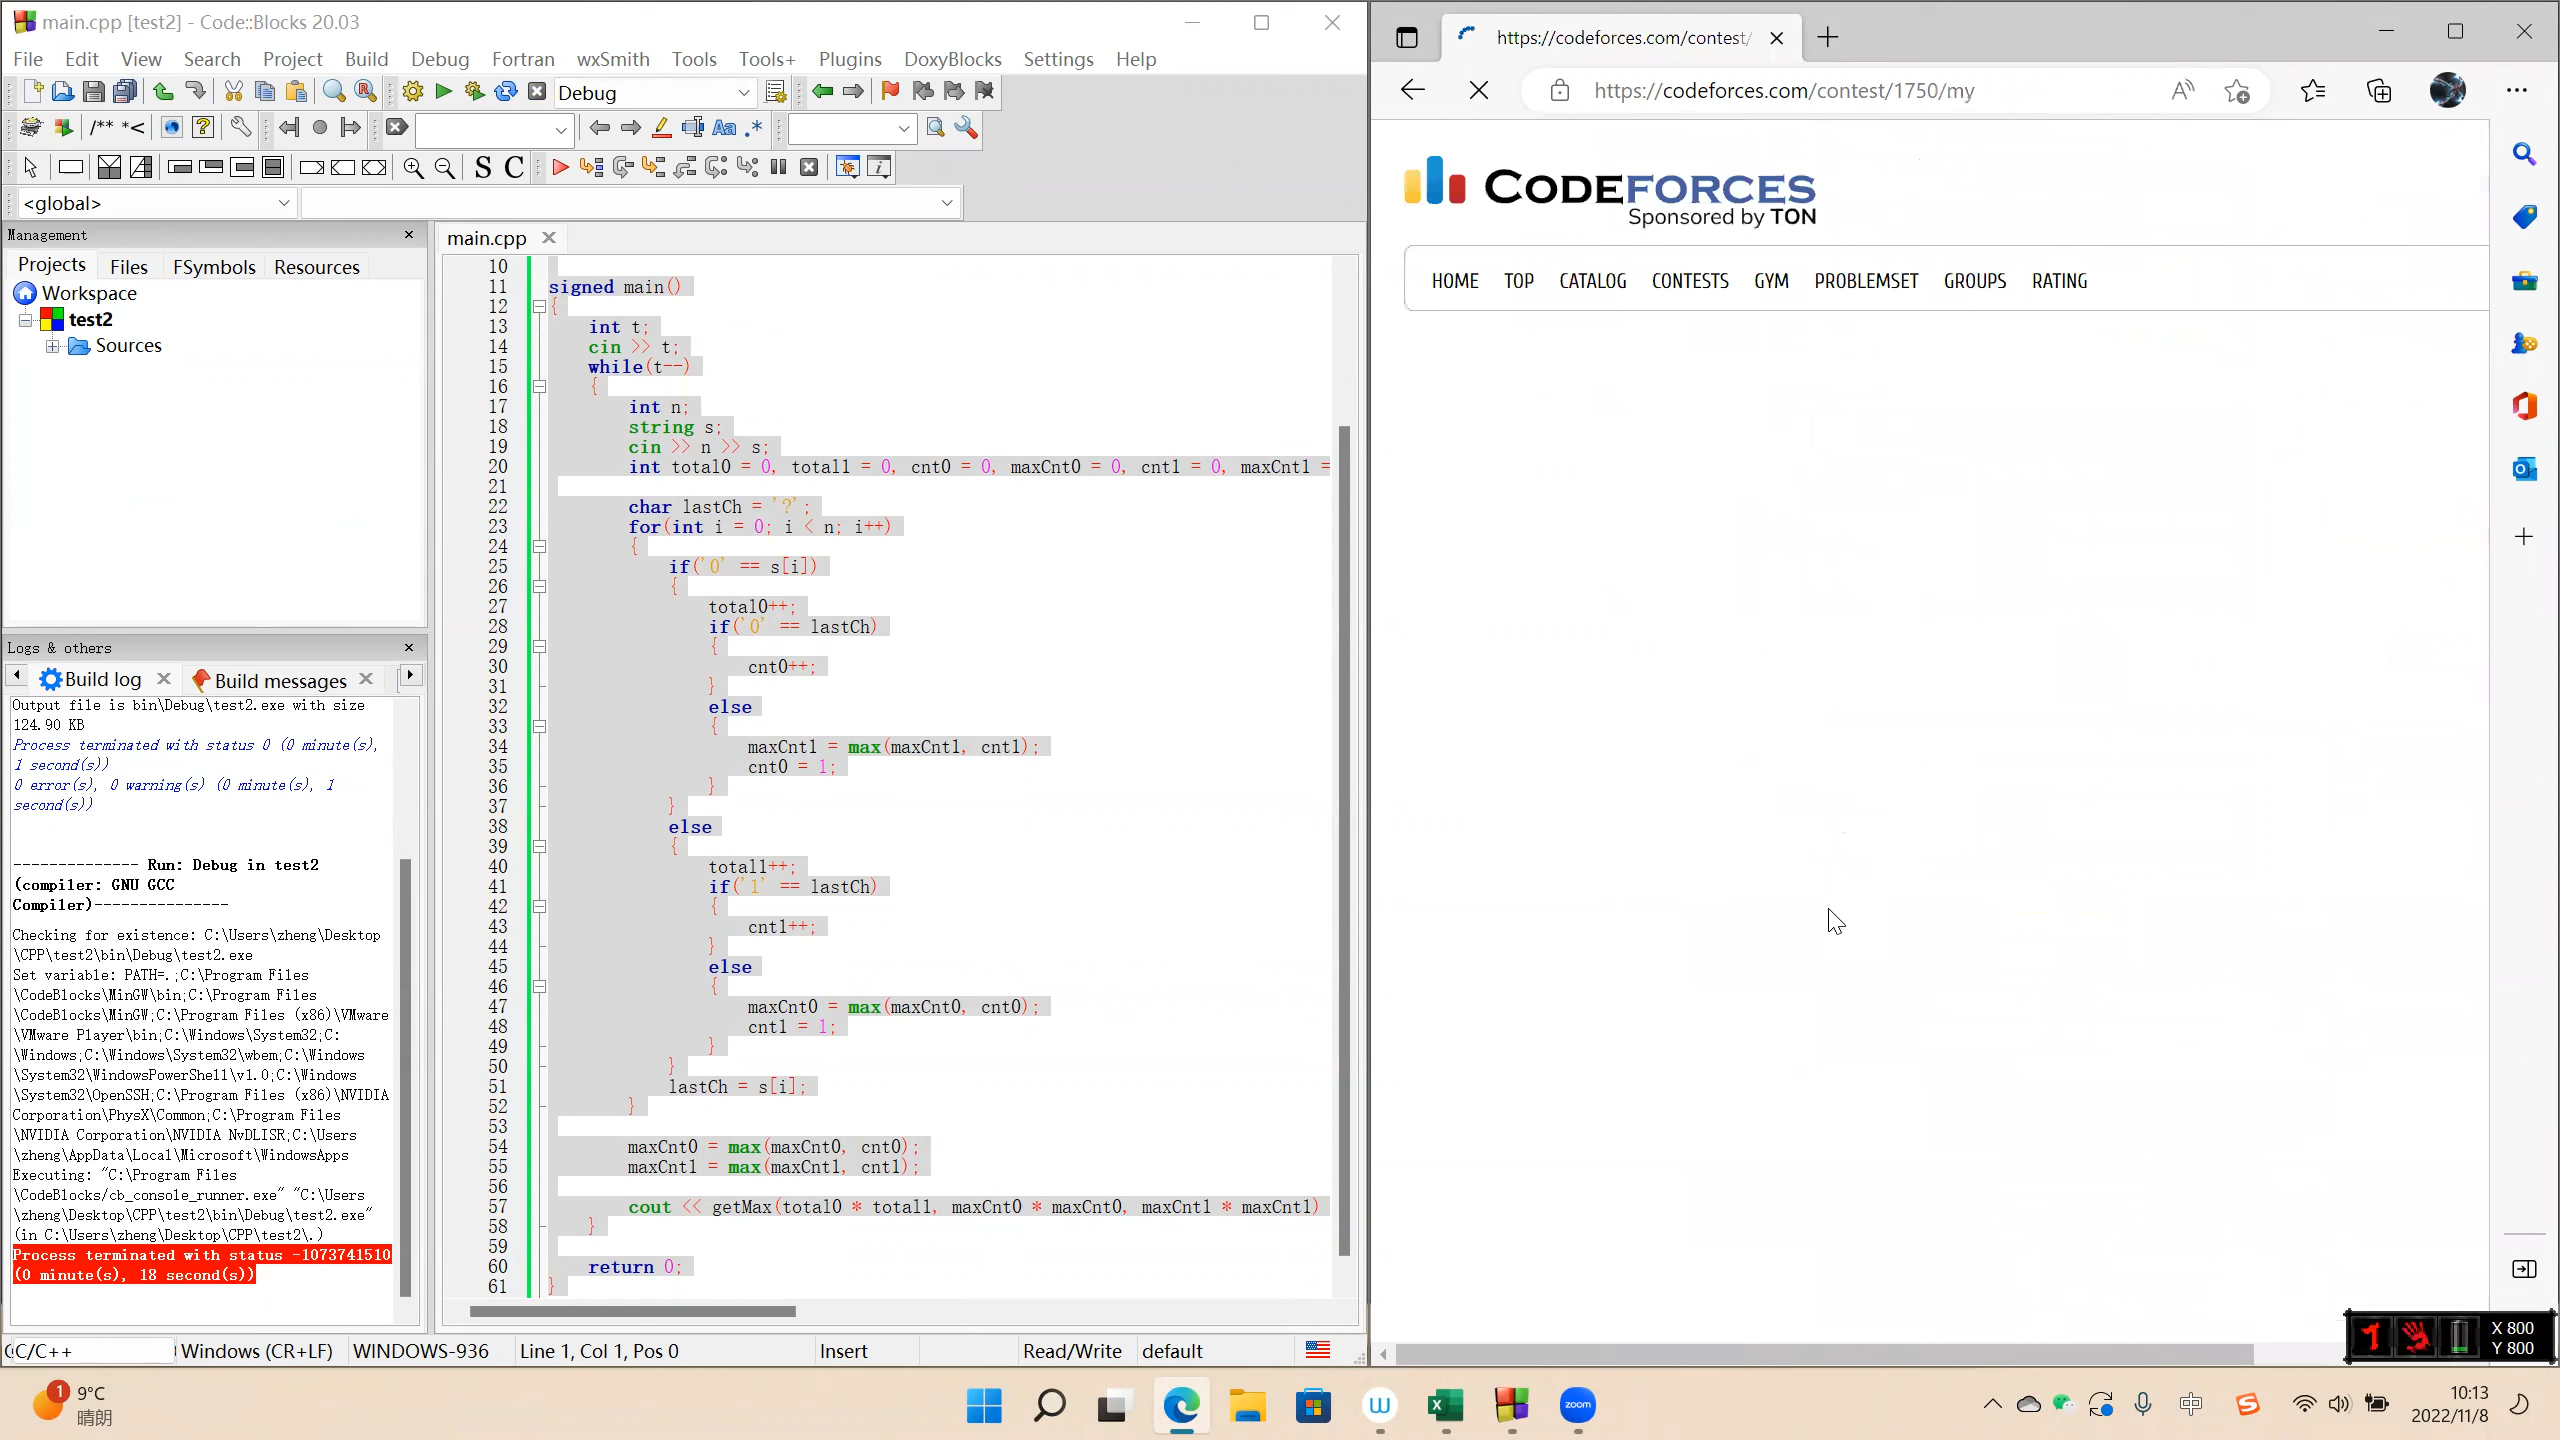 main.cpp [test2] - Code::Blocks 20.03
File Edit View Search Project Build Debug Fortran wxSmith Tools Tools+ Plugins DoxyBlocks Settings Help
Debug
/** *<
Aa .*
S C
<global>
Management
Projects Files FSymbols Resources
Workspace
test2
Sources
Logs & others
Build log Build messages
Output file is bin\Debug\test2.exe with size
124.90 KB
Process terminated with status 0 (0 minute(s),
1 second(s))
0 error(s), 0 warning(s) (0 minute(s), 1
second(s))
-------------- Run: Debug in test2
(compiler: GNU GCC
Compiler)---------------
Checking for existence: C:\Users\zheng\Desktop
\CPP\test2\bin\Debug\test2.exe
Set variable: PATH=.;C:\Program Files
\CodeBlocks\MinGW\bin;C:\Program Files
\CodeBlocks\MinGW;C:\Program Files (x86)\VMware
\VMware Player\bin;C:\Windows\System32;C:
\Windows;C:\Windows\System32\wbem;C:\Windows
\System32\WindowsPowerShell\v1.0;C:\Windows
\System32\OpenSSH;C:\Program Files (x86)\NVIDIA
Corporation\PhysX\Common;C:\Program Files
\NVIDIA Corporation\NVIDIA NvDLISR;C:\Users
\zheng\AppData\Local\Microsoft\WindowsApps
Executing: "C:\Program Files
\CodeBlocks/cb_console_runner.exe" "C:\Users
\zheng\Desktop\CPP\test2\bin\Debug\test2.exe"
(in C:\Users\zheng\Desktop\CPP\test2\.)
Process terminated with status -1073741510
(0 minute(s), 18 second(s))
main.cpp
10
11 signed main()
12 {
13 int t;
14 cin >> t;
15 while(t--)
16 {
17 int n;
18 string s;
19 cin >> n >> s;
20 int total0 = 0, total1 = 0, cnt0 = 0, maxCnt0 = 0, cnt1 = 0, maxCnt1 =
21
22 char lastCh = '?';
23 for(int i = 0; i < n; i++)
24 {
25 if('0' == s[i])
26 {
27 total0++;
28 if('0' == lastCh)
29 {
30 cnt0++;
31 }
32 else
33 {
34 maxCnt1 = max(maxCnt1, cnt1);
35 cnt0 = 1;
36 }
37 }
38 else
39 {
40 total1++;
41 if('1' == lastCh)
42 {
43 cnt1++;
44 }
45 else
46 {
47 maxCnt0 = max(maxCnt0, cnt0);
48 cnt1 = 1;
49 }
50 }
51 lastCh = s[i];
52 }
53
54 maxCnt0 = max(maxCnt0, cnt0);
55 maxCnt1 = max(maxCnt1, cnt1);
56
57 cout << getMax(total0 * total1, maxCnt0 * maxCnt0, maxCnt1 * maxCnt1)
58 }
59
60 return 0;
61 }
C/C++ Windows (CR+LF) WINDOWS-936 Line 1, Col 1, Pos 0 Insert Read/Write default
https://codeforces.com/contest/
https://codeforces.com/contest/1750/my
CODEFORCES
Sponsored by TON
HOME TOP CATALOG CONTESTS GYM PROBLEMSET GROUPS RATING
X 800
Y 800
1
9°C
晴朗
zoom
中
10:13
2022/11/8